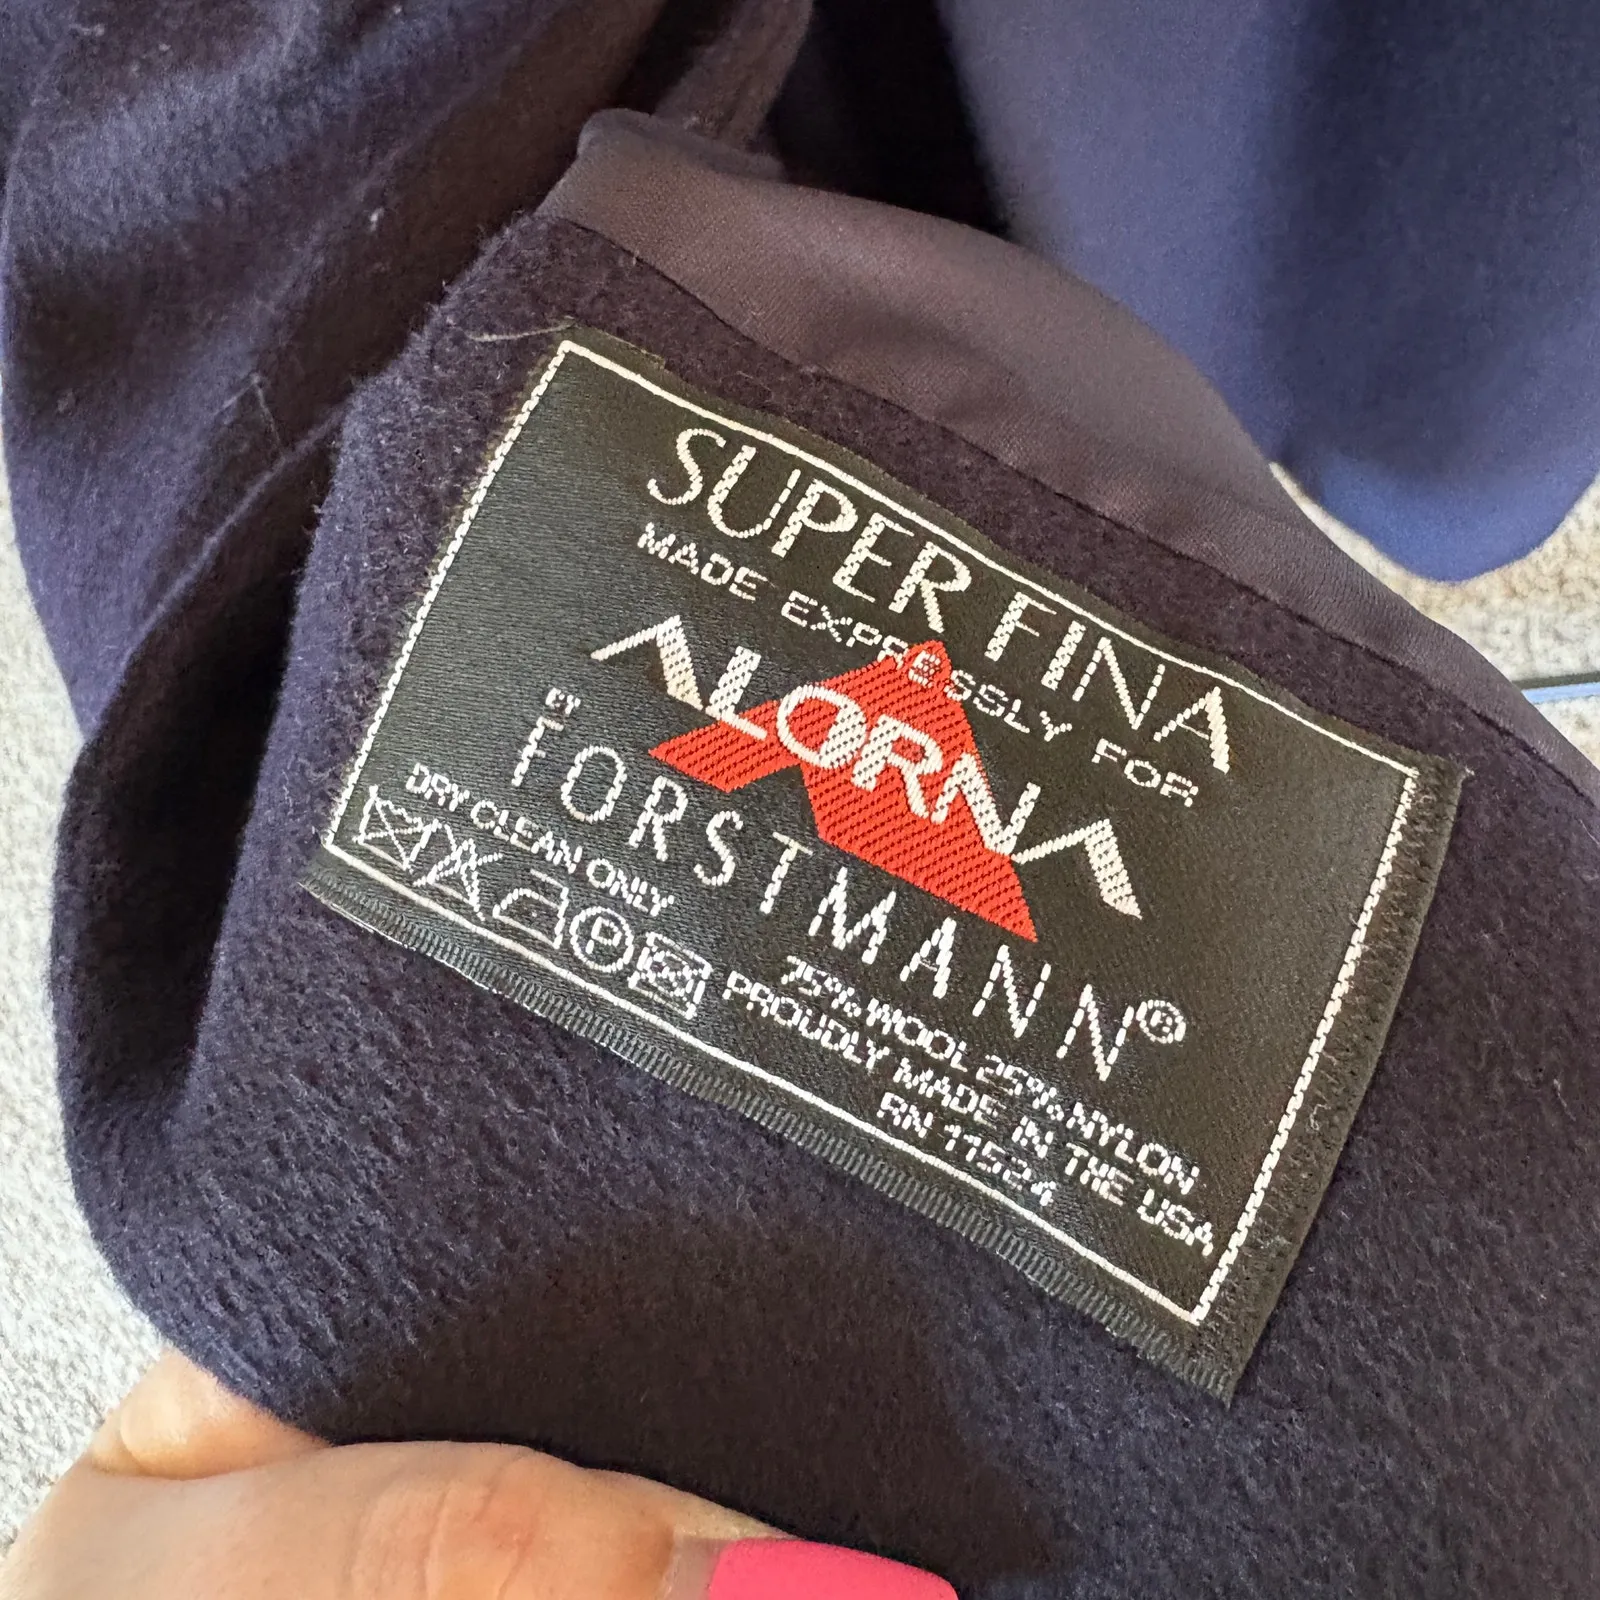 SUPER FINA
MADE EXPRESSLY FOR
ALORNA
BY
FORSTMANN®
DRY CLEAN ONLY
P
75% WOOL 25% NYLON
PROUDLY MADE IN THE USA
RN 11524